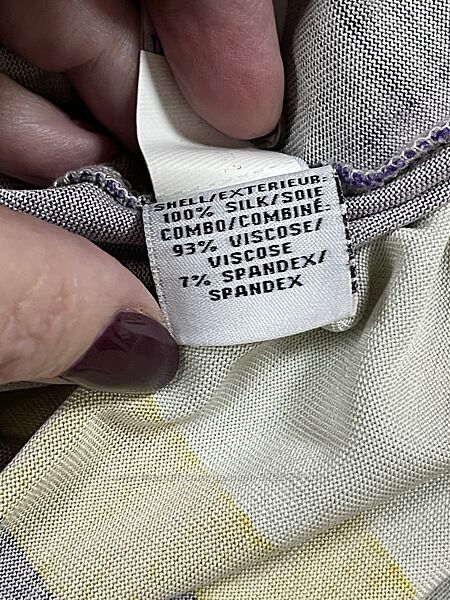 SHELL/EXTERIEUR-
100% SILK/SOIE
COMBO/COMBINÉ-
93% VISCOSE/
VISCOSE
7% SPANDEX/
SPANDEX